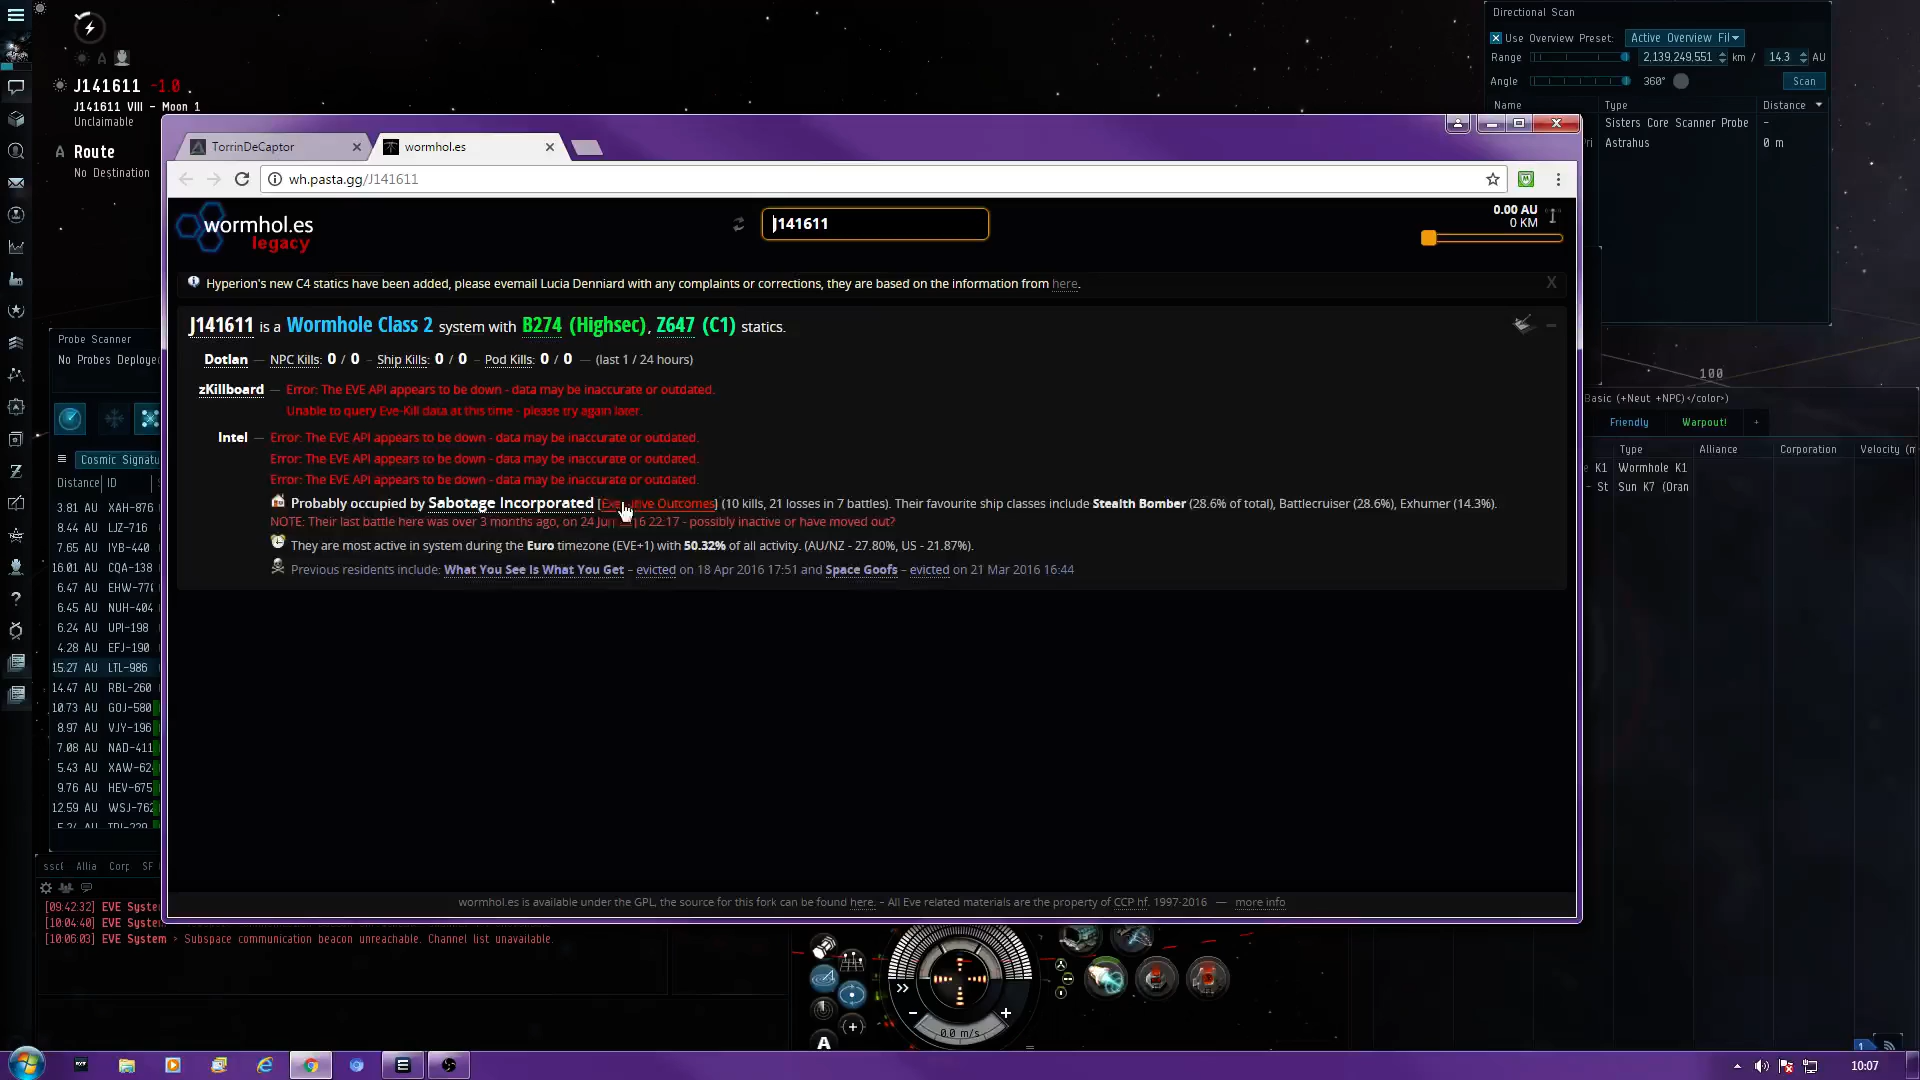 Directional Scan
Use Overview Preset: Active Overview Fil
Range 2,139,249,551 km / 14.3 AU
Angle 360° Scan
Name Type Distance
Sisters Core Scanner Probe -
Astrahus 0 m
J141611 -1.0
J141611 VIII - Moon 1
Unclaimable
A Route
No Destination
TorrinDeCaptor
wormhol.es
wh.pasta.gg/J141611
wormhol.es
legacy
J141611
0.00 AU
0 KM
Hyperion's new C4 statics have been added, please evemail Lucia Denniard with any complaints or corrections, they are based on the information from here.
X
J141611 is a Wormhole Class 2 system with B274 (Highsec), Z647 (C1) statics.
Dotlan — NPC Kills: 0 / 0 - Ship Kills: 0 / 0 - Pod Kills: 0 / 0 — (last 1 / 24 hours)
zKillboard — Error: The EVE API appears to be down - data may be inaccurate or outdated.
Unable to query Eve-Kill data at this time - please try again later.
Intel — Error: The EVE API appears to be down - data may be inaccurate or outdated.
Error: The EVE API appears to be down - data may be inaccurate or outdated.
Error: The EVE API appears to be down - data may be inaccurate or outdated.
Probably occupied by Sabotage Incorporated Outcomes] (10 kills, 21 losses in 7 battles). Their favourite ship classes include Stealth Bomber (28.6% of total), Battlecruiser (28.6%), Exhumer (14.3%).
NOTE: Their last battle here was over 3 months ago, on 24 22:17 - possibly inactive or have moved out?
They are most active in system during the Euro timezone (EVE+1) with 50.32% of all activity. (AU/NZ - 27.80%, US - 21.87%).
Previous residents include: What You See Is What You Get – evicted on 18 Apr 2016 17:51 and Space Goofs – evicted on 21 Mar 2016 16:44
wormhol.es is available under the GPL, the source for this fork can be found here. - All Eve related materials are the property of CCP hf. 1997-2016 — more info
Probe Scanner
No Probes Deploye
Cosmic Signatu
Distance ID
3.81 AU XAH-876
8.44 AU LJZ-716
7.65 AU IYB-440
16.01 AU CQA-138
6.47 AU EHW-77
6.45 AU NUH-404
6.24 AU UPI-198
4.28 AU EFJ-190
15.27 AU LTL-986
14.47 AU RBL-260
10.73 AU GOJ-580
8.97 AU VJY-196
7.08 AU NAD-411
5.43 AU XAW-62
9.76 AU HEV-675
12.59 AU WSJ-762
100
Basic (+Neut +NPC)</color>)
Friendly Warpout! +
Type Alliance Corporation Velocity (m
K1 Wormhole K1
St Sun K7 (Oran
Allia Corp SF
[09:42:32] EVE Syste
[10:04:40] EVE Syste
[10:06:03] EVE System > Subspace communication beacon unreachable. Channel list unavailable.
0.0 m/s
A
10:07